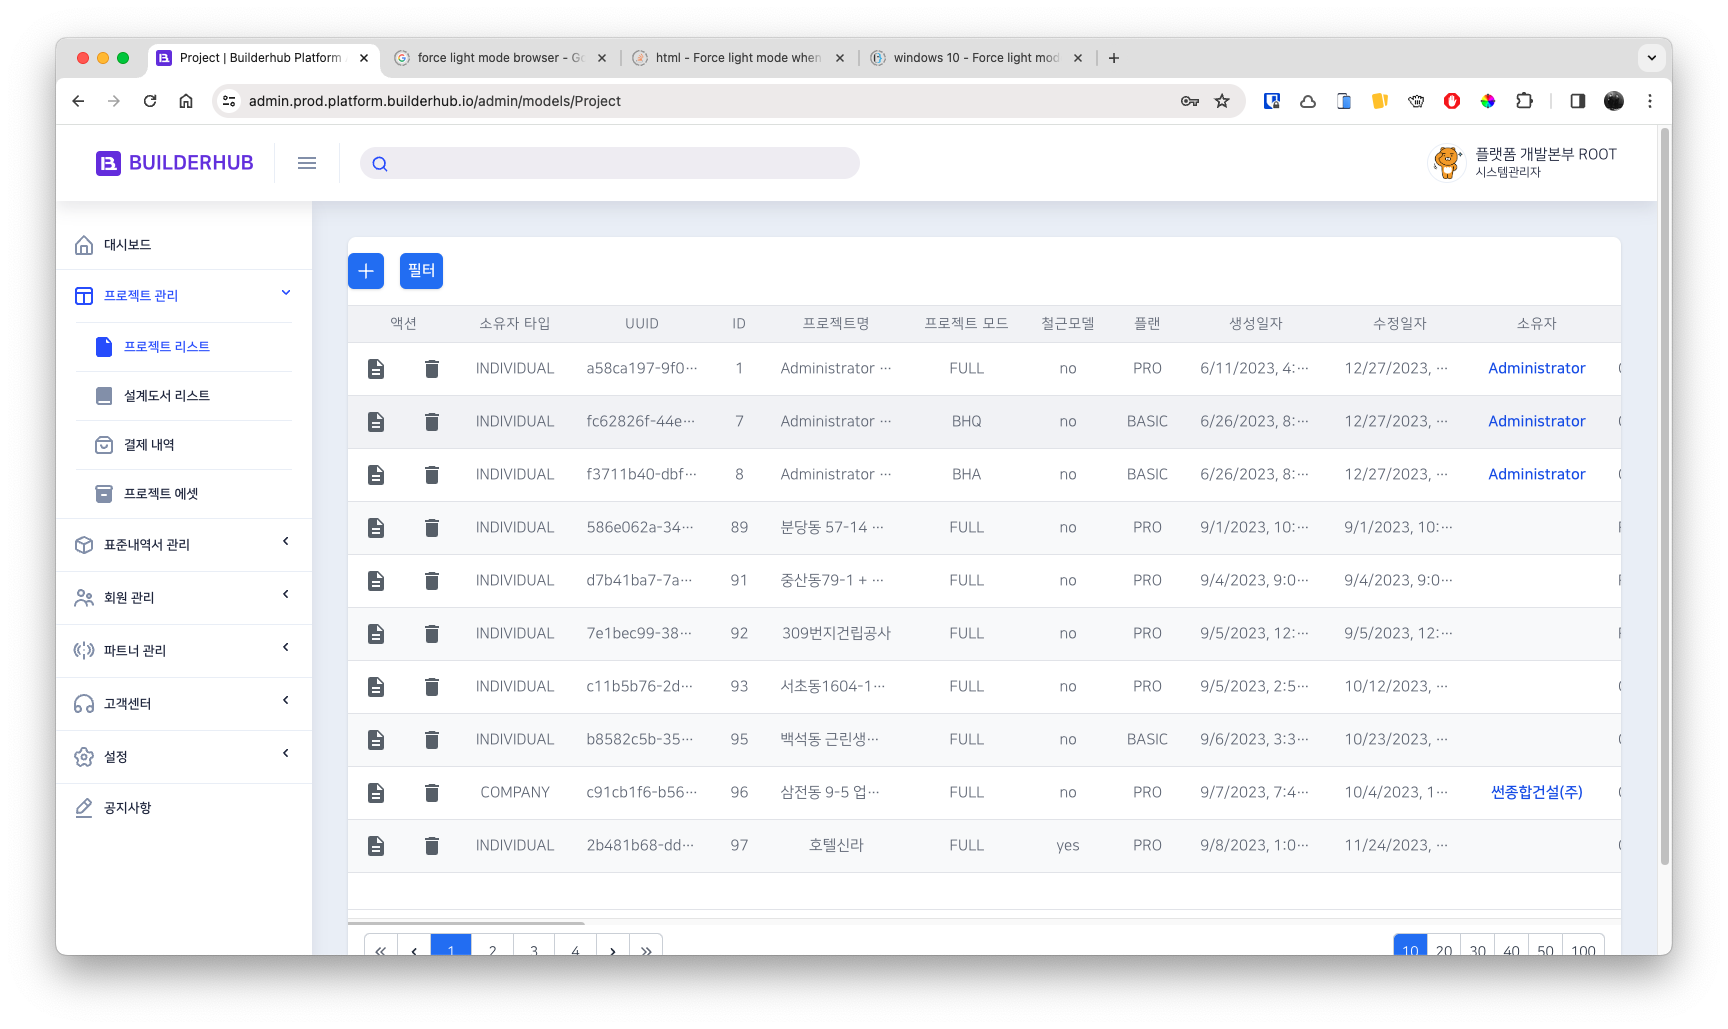 Project | Builderhub Platform
force light mode browser - Go
html - Force light mode when
windows 10 - Force light mod
admin.prod.platform.builderhub.io/admin/models/Project
BUILDERHUB
플랫폼 개발본부 ROOT
시스템관리자
대시보드
프로젝트 관리
프로젝트 리스트
설계도서 리스트
결제 내역
프로젝트 에셋
표준내역서 관리
회원 관리
파트너 관리
고객센터
설정
공지사항
필터
액션 소유자 타입 UUID ID 프로젝트명 프로젝트 모드 철근모델 플랜 생성일자 수정일자 소유자
INDIVIDUAL a58ca197-9f0··· 1 Administrator ··· FULL no PRO 6/11/2023, 4:··· 12/27/2023, ··· Administrator
INDIVIDUAL fc62826f-44e··· 7 Administrator ··· BHQ no BASIC 6/26/2023, 8:··· 12/27/2023, ··· Administrator
INDIVIDUAL f3711b40-dbf··· 8 Administrator ··· BHA no BASIC 6/26/2023, 8:··· 12/27/2023, ··· Administrator
INDIVIDUAL 586e062a-34··· 89 분당동 57-14 ··· FULL no PRO 9/1/2023, 10:··· 9/1/2023, 10:···
INDIVIDUAL d7b41ba7-7a··· 91 중산동79-1 + ··· FULL no PRO 9/4/2023, 9:0··· 9/4/2023, 9:0···
INDIVIDUAL 7e1bec99-38··· 92 309번지건립공사 FULL no PRO 9/5/2023, 12:··· 9/5/2023, 12:···
INDIVIDUAL c11b5b76-2d··· 93 서초동1604-1··· FULL no PRO 9/5/2023, 2:5··· 10/12/2023, ···
INDIVIDUAL b8582c5b-35··· 95 백석동 근린생··· FULL no BASIC 9/6/2023, 3:3··· 10/23/2023, ···
COMPANY c91cb1f6-b56··· 96 삼전동 9-5 업··· FULL no PRO 9/7/2023, 7:4··· 10/4/2023, 1··· 썬종합건설(주)
INDIVIDUAL 2b481b68-dd··· 97 호텔신라 FULL yes PRO 9/8/2023, 1:0··· 11/24/2023, ···
« ‹ 1 2 3 4 › »
10 20 30 40 50 100